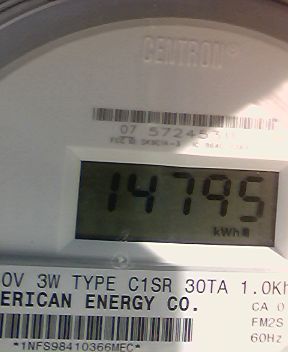 CENTRON®
07 57245
14795
kWh
0V 3W TYPE C1SR 30TA 1.0Kh
ERICAN ENERGY CO.
CA 0
FM2S
60Hz
*1NFS98410366MEC*